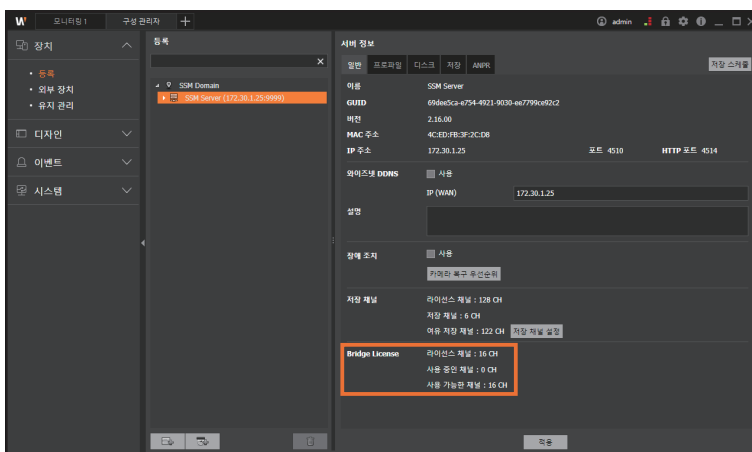 W 모니터링 1 구성 관리자 admin
장치
• 등록
• 외부 장치
• 유지 관리
디자인
이벤트
시스템
등록
SSM Domain
SSM Server (172.30.1.25:9999)
서버 정보
일반 프로파일 디스크 저장 ANPR 저장 스케줄
이름 SSM Server
GUID 69dee5ca-e754-4921-9030-ee7799ce92c2
버전 2.16.00
MAC 주소 4C:ED:FB:3F:2C:D8
IP 주소 172.30.1.25 포트 4510 HTTP 포트 4514
와이즈넷 DDNS 사용
IP (WAN) 172.30.1.25
설명
장애 조치 사용
카메라 복구 우선순위
저장 채널 라이선스 채널 : 128 CH
저장 채널 : 6 CH
여유 저장 채널 : 122 CH 저장 채널 설정
Bridge License 라이선스 채널 : 16 CH
사용 중인 채널 : 0 CH
사용 가능한 채널 : 16 CH
적용